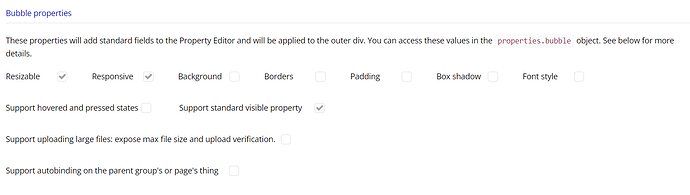 Bubble properties
These properties will add standard fields to the Property Editor and will be applied to the outer div. You can access these values in the properties.bubble object. See below for more
details.
Resizable Responsive Background Borders Padding Box shadow Font style
Support hovered and pressed states Support standard visible property
Support uploading large files: expose max file size and upload verification.
Support autobinding on the parent group's or page's thing